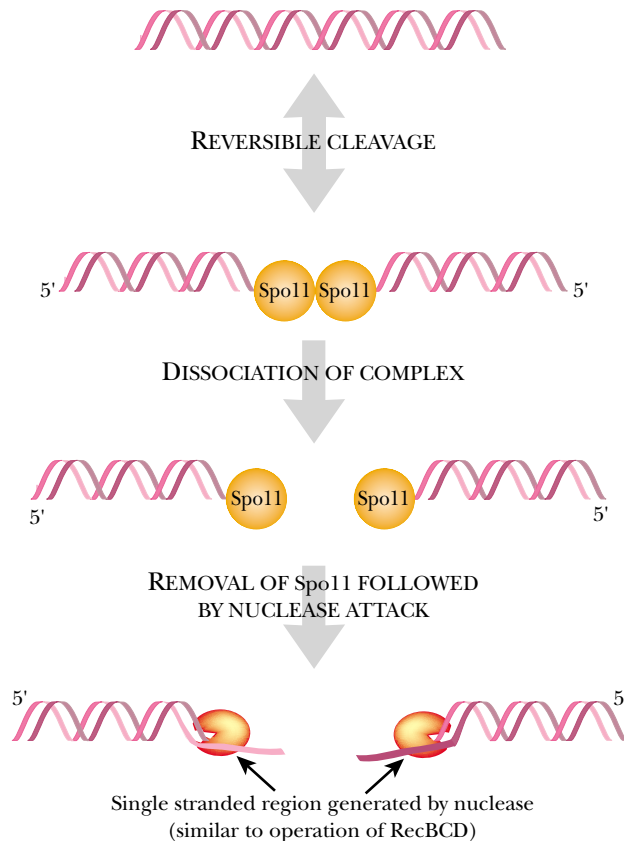 REVERSIBLE CLEAVAGE
5' Spo11 Spo11 5'
DISSOCIATION OF COMPLEX
Spo11 Spo11
5' 5'
REMOVAL OF Spo11 FOLLOWED
BY NUCLEASE ATTACK
5' 5'
Single stranded region generated by nuclease
(similar to operation of RecBCD)